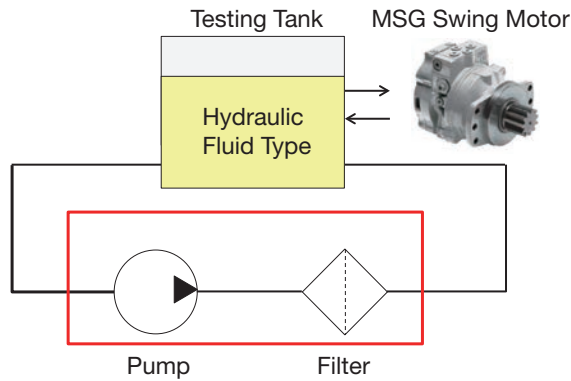 Testing Tank
MSG Swing Motor
Hydraulic
Fluid Type
Pump
Filter